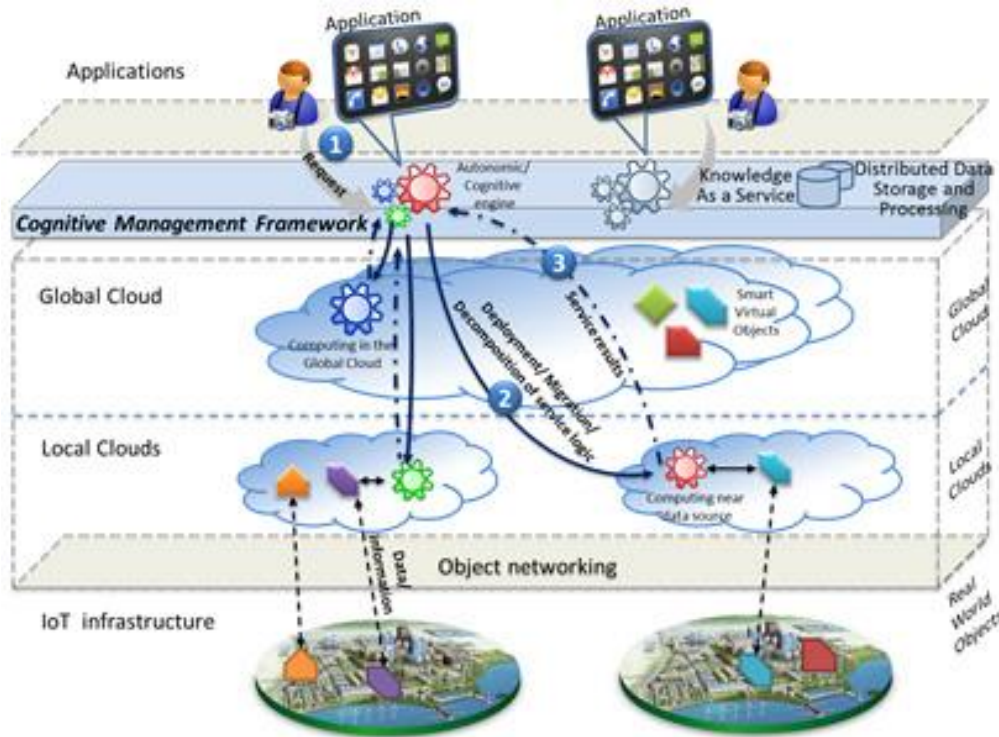 Application
Application
Applications
1
Request
Autonomic/
Cognitive
engine
Knowledge
As a Service
Distributed Data
Storage and
Processing
Cognitive Management Framework
Global Cloud
3
Smart
Virtual
Objects
Global
Cloud
Computing in the
Global Cloud
Service results
Deployment/ Migration/
Decomposition of service logic
2
Local Clouds
Local
Clouds
Computing near
data source
Data/
information
Object networking
IoT infrastructure
Real
World
Objects